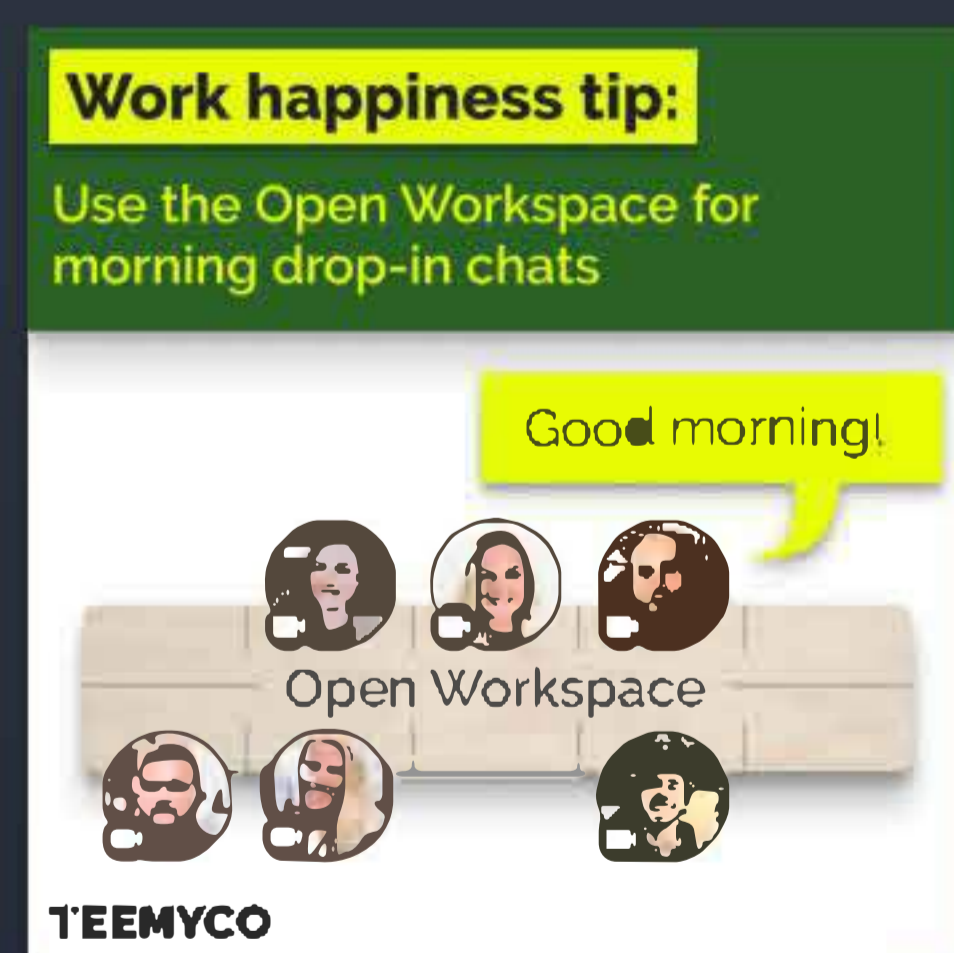 Work happiness tip:
Use the Open Workspace for
morning drop-in chats
Good morning!
Open Workspace
TEEMYCO